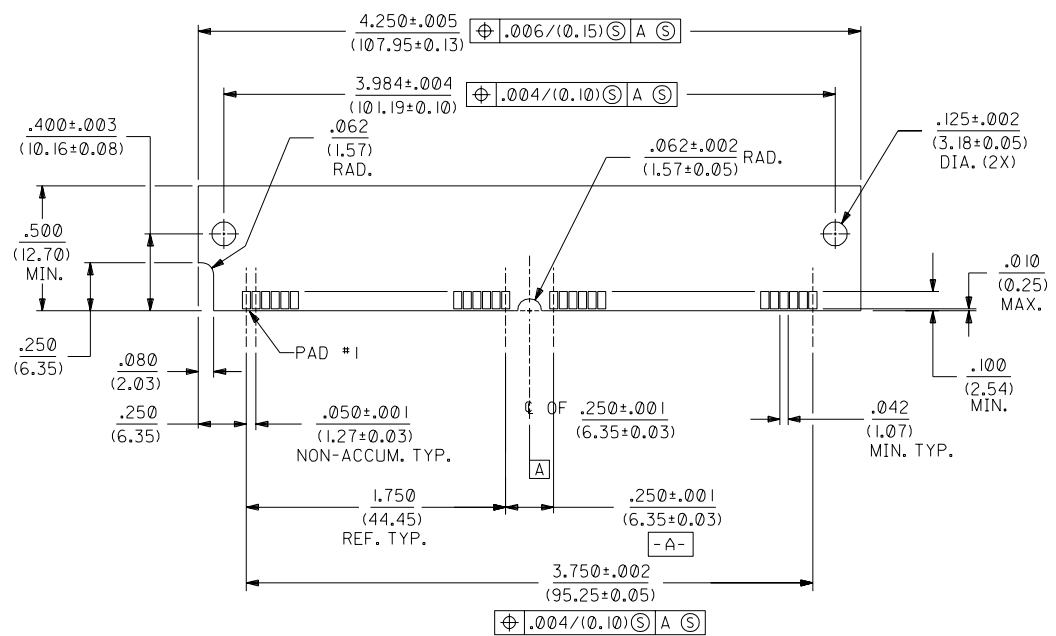 4.250±.005
(107.95±0.13)
⌖ .006/(0.15)Ⓢ A Ⓢ
3.984±.004
(101.19±0.10)
⌖ .004/(0.10)Ⓢ A Ⓢ
.400±.003
(10.16±0.08)
.062
(1.57)
RAD.
.062±.002
(1.57±0.05)
RAD.
.125±.002
(3.18±0.05)
DIA. (2X)
.500
(12.70)
MIN.
.010
(0.25)
MAX.
.250
(6.35)
PAD #1
.080
(2.03)
.100
(2.54)
MIN.
.250
(6.35)
.050±.001
(1.27±0.03)
NON-ACCUM. TYP.
℄ OF .250±.001
(6.35±0.03)
A
.042
(1.07)
MIN. TYP.
1.750
(44.45)
REF. TYP.
.250±.001
(6.35±0.03)
-A-
3.750±.002
(95.25±0.05)
⌖ .004/(0.10)Ⓢ A Ⓢ